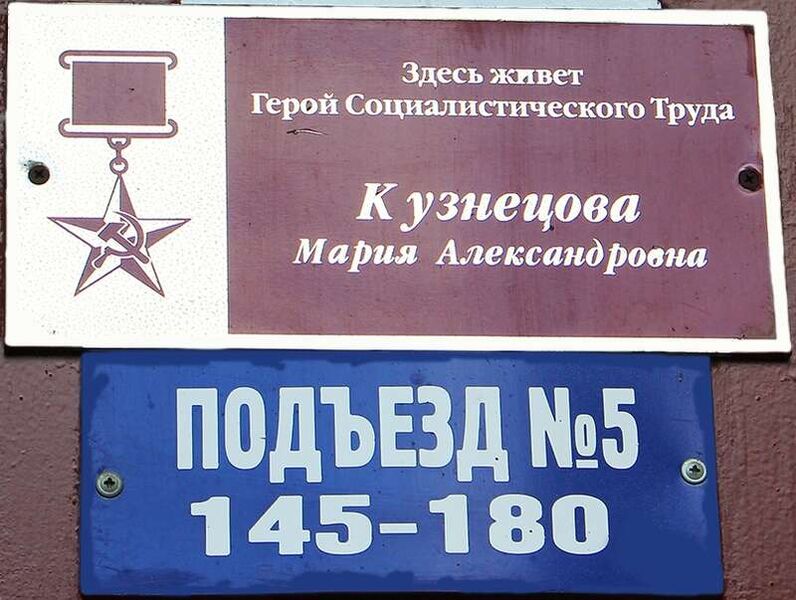 Здесь живет
Герой Социалистического Труда
Кузнецова
Мария Александровна
ПОДЪЕЗД №5
145-180